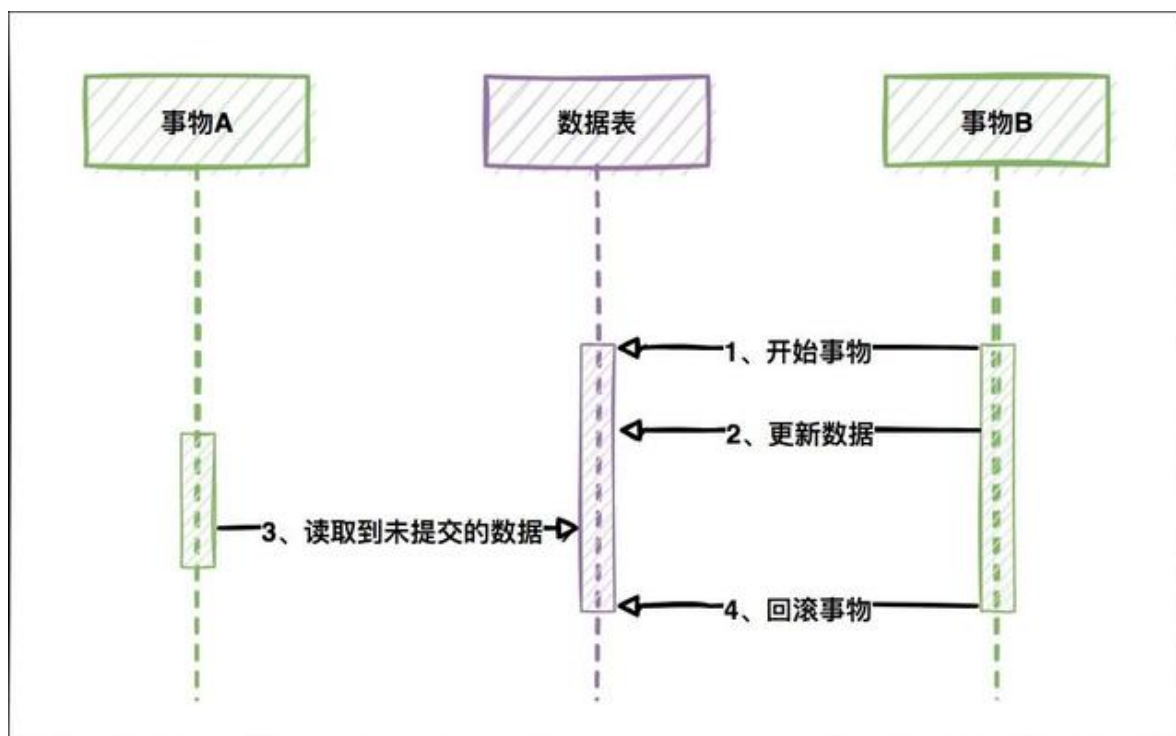 事物A
数据表
事物B
1、开始事物
2、更新数据
3、读取到未提交的数据
4、回滚事物